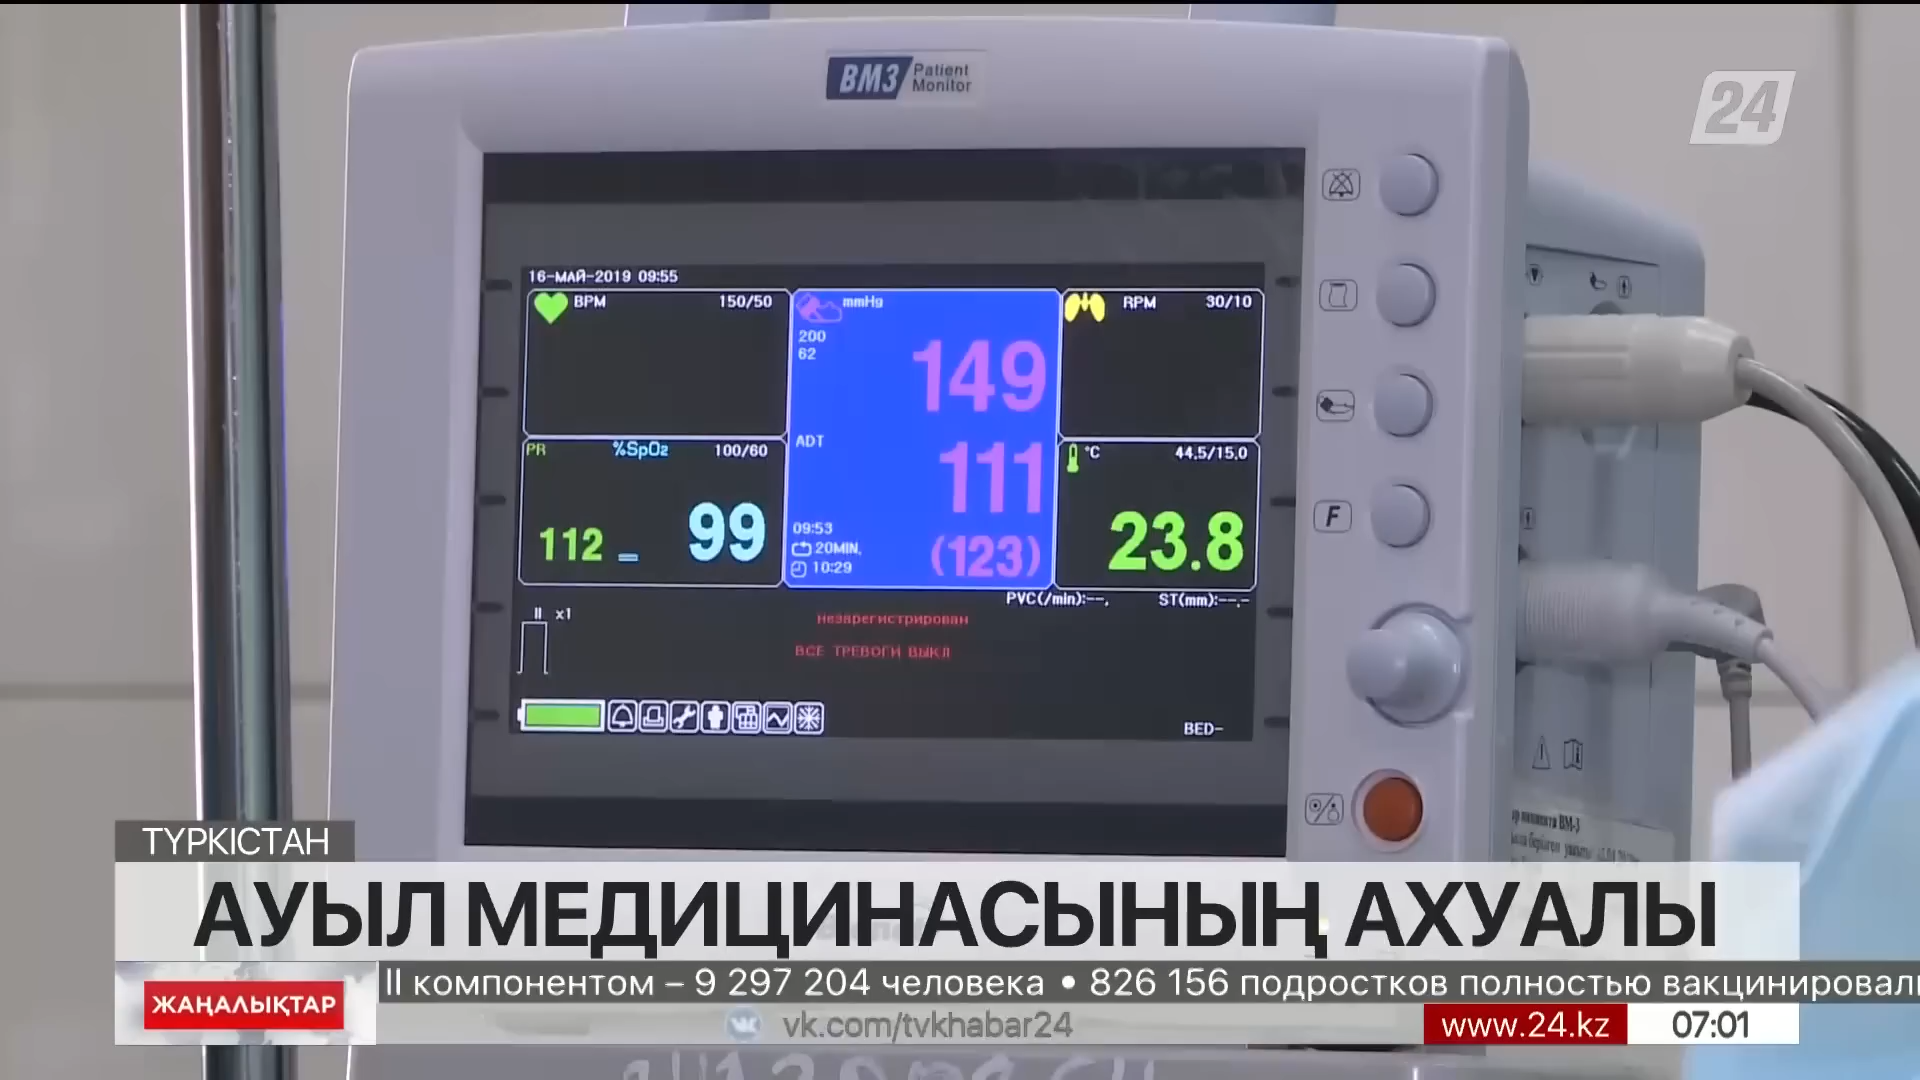 BM3 Patient Monitor
24
16-МАЙ-2019 09:55
BPM 150/50
mmHg
200
62
149
ADT
111
09:53
20MIN.
10:29
(123)
RPM 30/10
PR %SpO2 100/60
112 99
°C 44.5/15.0
23.8
PVC(/min):--.
ST(mm):--.-
II x1
незарегистрирован
ВСЕ ТРЕВОГИ ВЫКЛ
BED-
F
ТҮРКІСТАН
АУЫЛ МЕДИЦИНАСЫНЫҢ АХУАЛЫ
ЖАҢАЛЫҚТАР
II компонентом – 9 297 204 человека • 826 156 подростков полностью вакцинировал
vk.com/tvkhabar24
www.24.kz
07:01